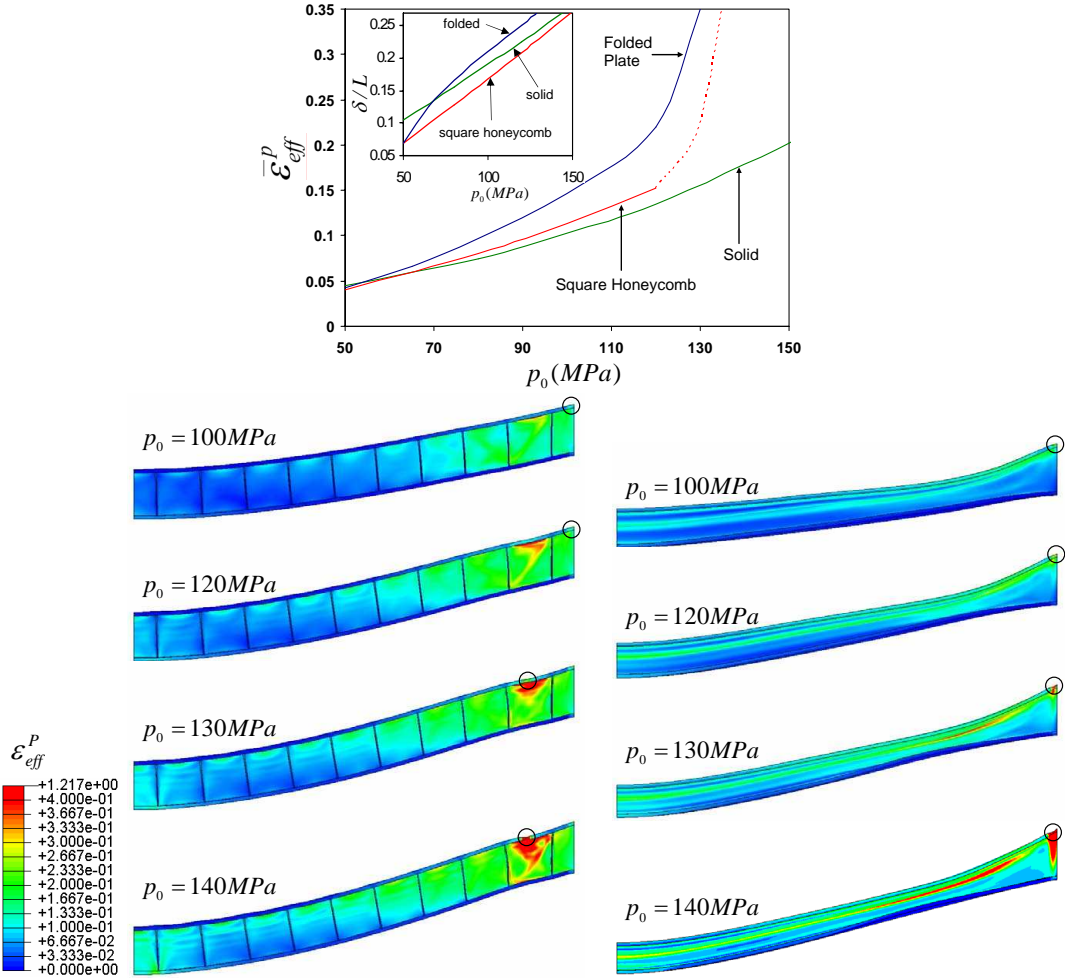 0.35
0.3
0.25
0.2
0.15
0.1
0.05
0
50 70 90 110 130 150
p₀(MPa)
ε̄ᵖeff
0.25
0.2
0.15
0.1
0.05
50 100 150
p₀(MPa)
δ/L
folded
solid
square honeycomb
Folded
Plate
Solid
Square Honeycomb
p₀ = 100MPa
p₀ = 120MPa
p₀ = 130MPa
p₀ = 140MPa
p₀ = 100MPa
p₀ = 120MPa
p₀ = 130MPa
p₀ = 140MPa
εᴾeff
+1.217e+00
+4.000e-01
+3.667e-01
+3.333e-01
+3.000e-01
+2.667e-01
+2.333e-01
+2.000e-01
+1.667e-01
+1.333e-01
+1.000e-01
+6.667e-02
+3.333e-02
+0.000e+00